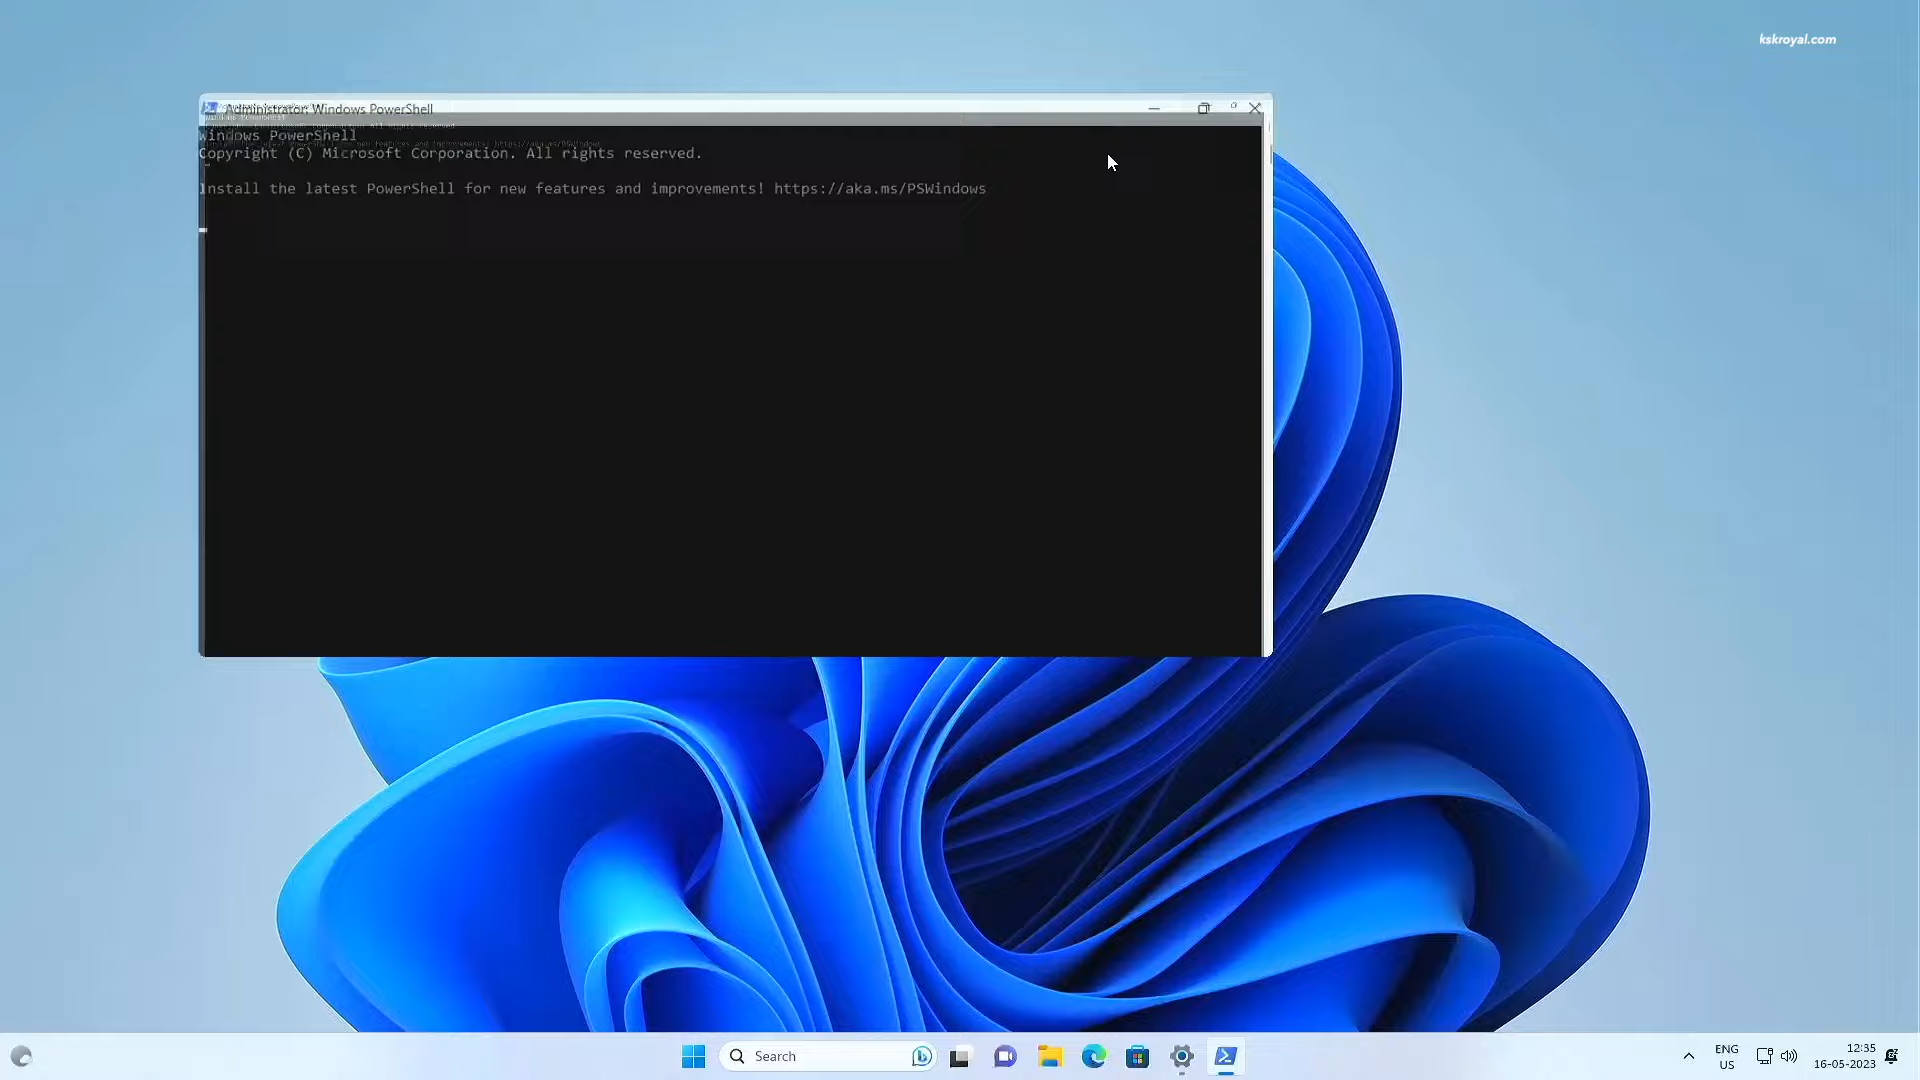 kskroyal.com
Administrator: Windows PowerShell
Windows PowerShell
Copyright (C) Microsoft Corporation. All rights reserved.
Install the latest PowerShell for new features and improvements! https://aka.ms/PSWindows
Search
ENG
US
12:35
16-05-2023